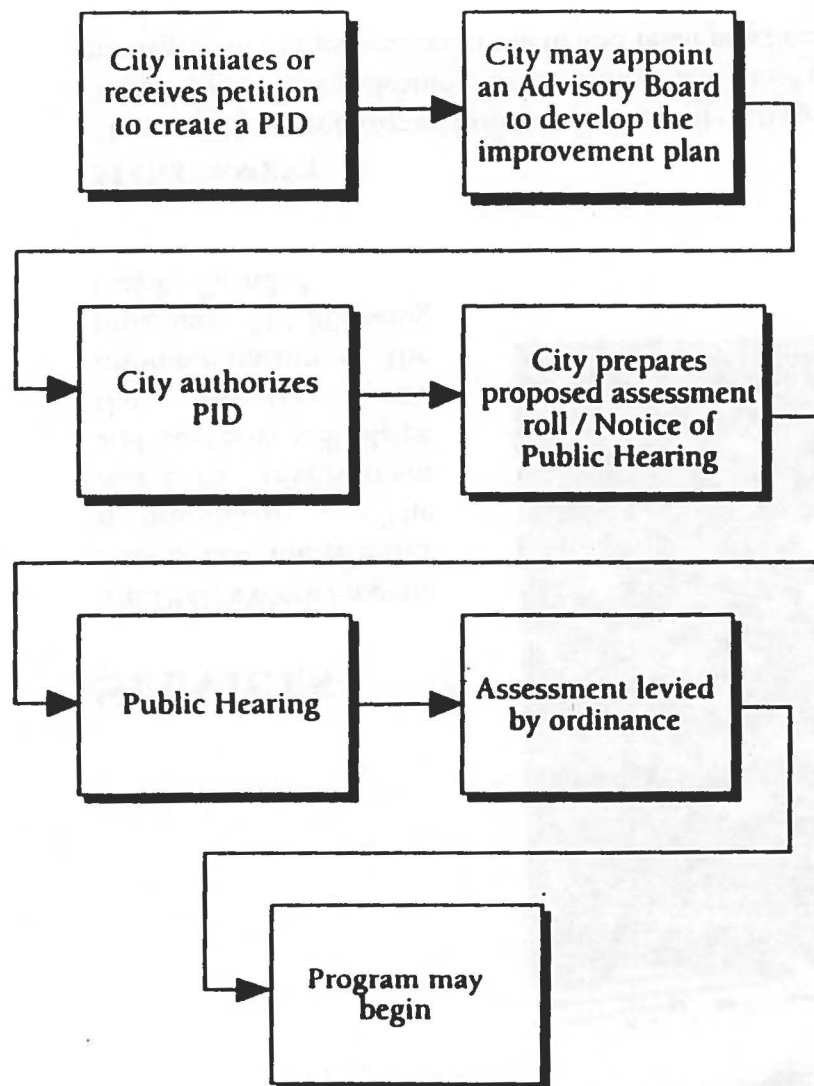 City initiates or
receives petition
to create a PID
City may appoint
an Advisory Board
to develop the
improvement plan
City authorizes
PID
City prepares
proposed assessment
roll / Notice of
Public Hearing
Public Hearing
Assessment levied
by ordinance
Program may
begin